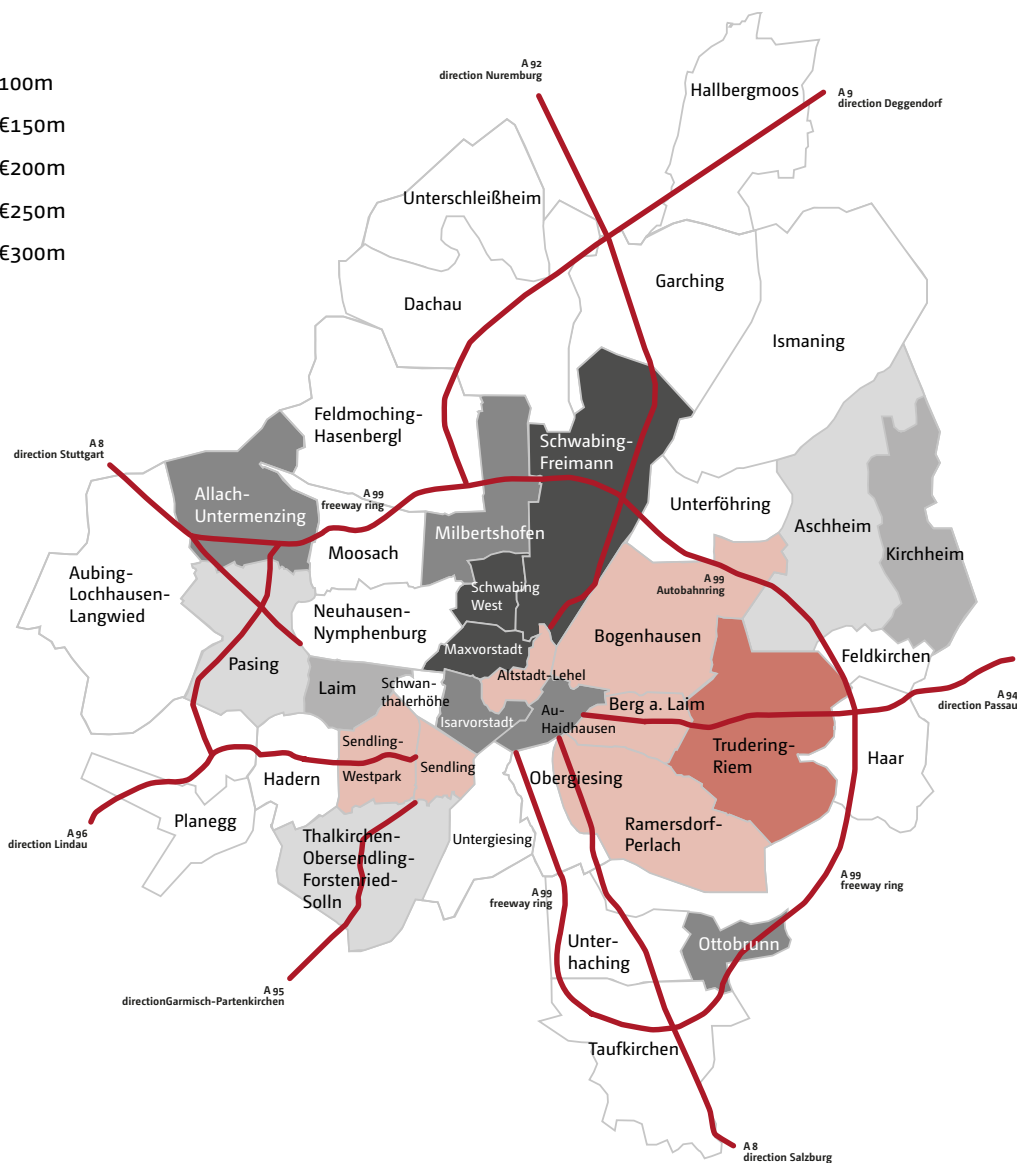 100m
€150m
€200m
€250m
€300m
A 92
direction Nuremburg
Hallbergmoos
A 9
direction Deggendorf
Unterschleißheim
Garching
Dachau
Ismaning
Feldmoching-
Hasenbergl
Schwabing-
Freimann
A 8
direction Stuttgart
Allach-
Untermenzing
A 99
freeway ring
Unterföhring
Aschheim
Milbertshofen
Moosach
Kirchheim
Aubing-
Lochhausen-
Langwied
A 99
Autobahnring
Schwabing
West
Neuhausen-
Nymphenburg
Bogenhausen
Maxvorstadt
Feldkirchen
Pasing
Altstadt-Lehel
Laim
Schwan-
thalerhöhe
A 94
direction Passau
Berg a. Laim
Au-
Haidhausen
Isarvorstadt
Sendling-
Westpark
Trudering-
Riem
Haar
Sendling
Hadern
Obergiesing
Planegg
Ramersdorf-
Perlach
A 96
direction Lindau
Thalkirchen-
Obersendling-
Forstenried-
Solln
Untergiesing
A 99
freeway ring
A 99
freeway ring
Unter-
haching
Ottobrunn
A 95
directionGarmisch-Partenkirchen
Taufkirchen
A 8
direction Salzburg